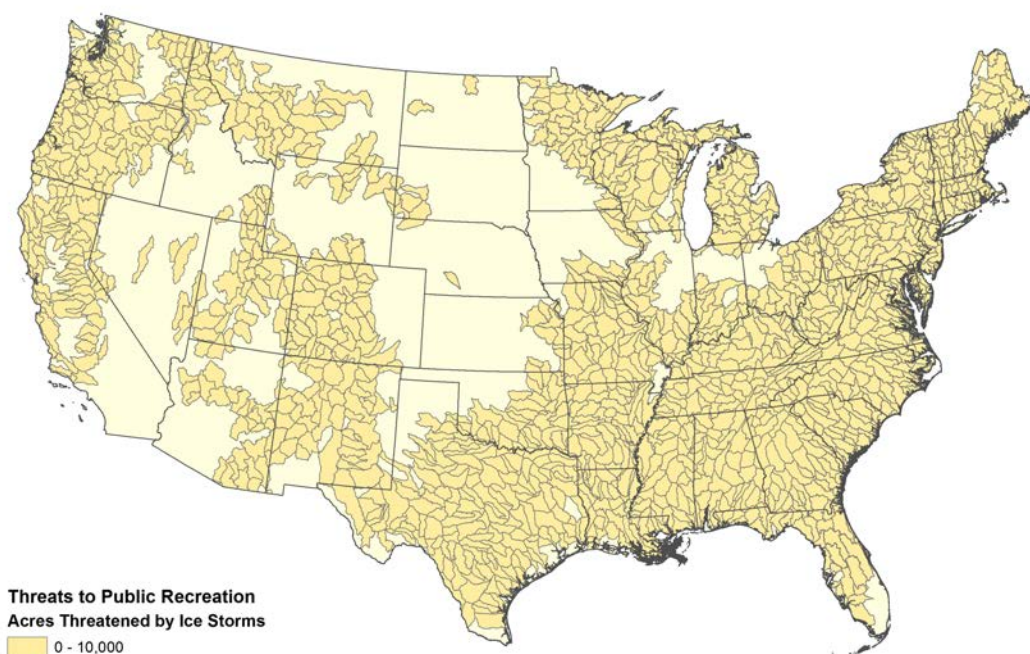 Threats to Public Recreation
Acres Threatened by Ice Storms
0 - 10,000